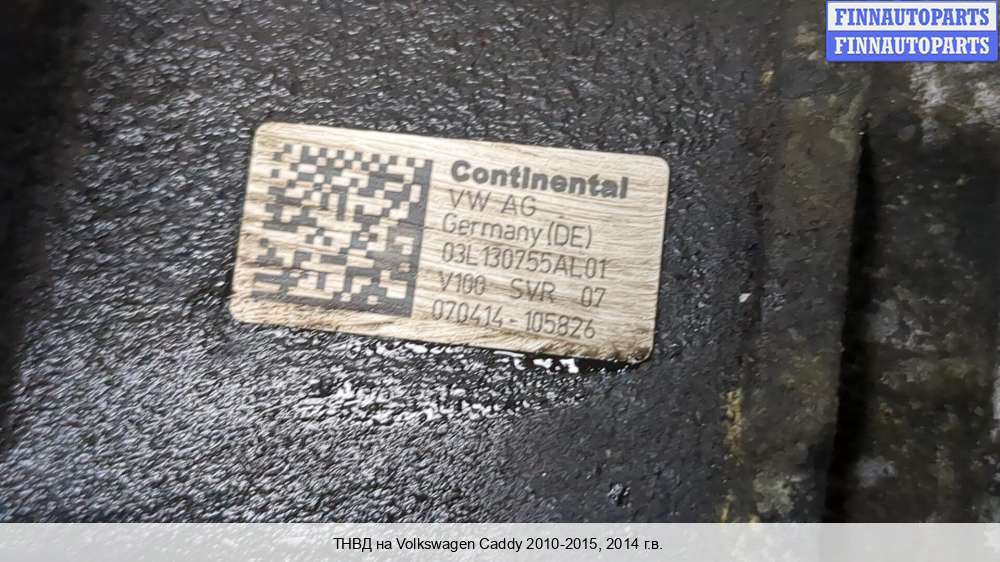 FINNAUTOPARTS
FINNAUTOPARTS
Continental
VW AG
Germany (DE)
03L130755AL01
V100 SVR 07
070414-105826
ТНВД на Volkswagen Caddy 2010-2015, 2014 г.в.